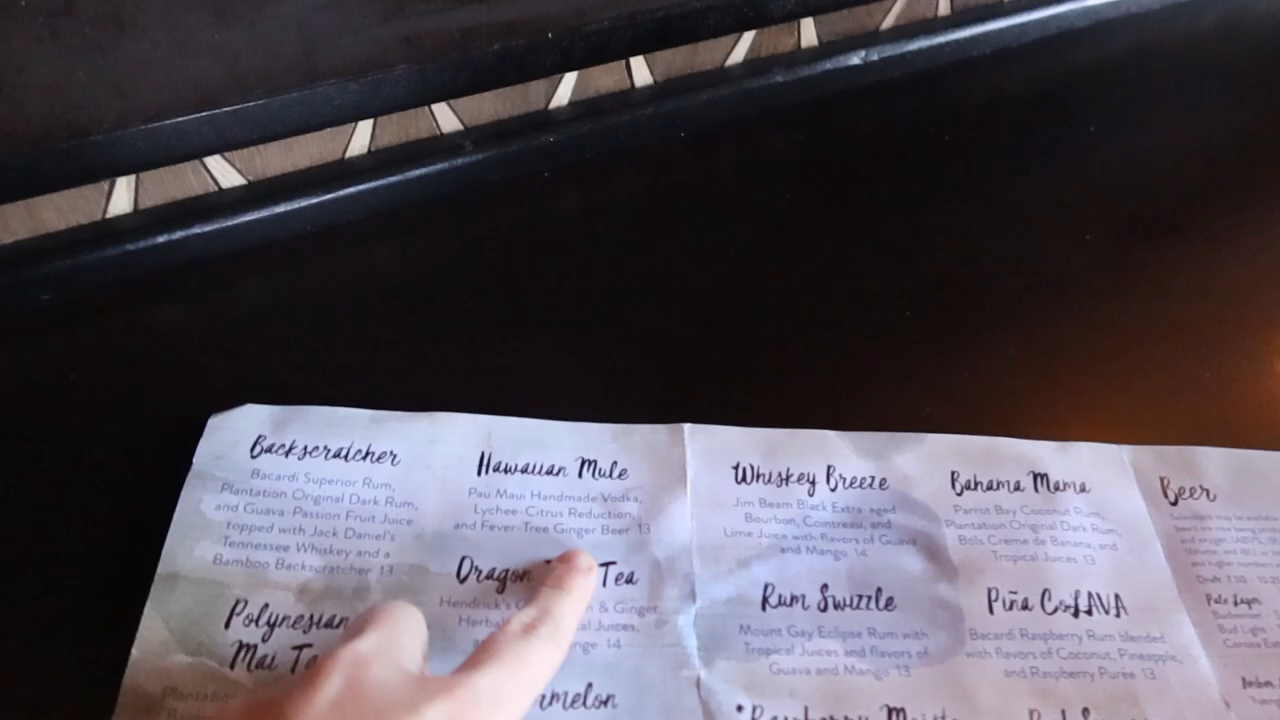 Backscratcher
Bacardi Superior Rum,
Plantation Original Dark Rum,
and Guava-Passion Fruit Juice
topped with Jack Daniel's
Tennessee Whiskey and a
Bamboo Backscratcher 13
Polynesian
Mai
Hawaiian Mule
Pau Maui Handmade Vodka,
Lychee-Citrus Reduction,
and Fever-Tree Ginger Beer 13
Dragon Tea
Hendrick's & Ginger
Juices,
14
Whiskey Breeze
Jim Beam Black Extra-aged
Bourbon, Cointreau, and
Lime Juice with flavors of Guava
and Mango 14
Rum Swizzle
Mount Gay Eclipse Rum with
Tropical Juices and flavors of
Guava and Mango 13
Bahama Mama
Parrot Bay Coconut Rum,
Plantation Original Dark Rum,
Bols Crème de Banana, and
Tropical Juices 13
Piña CoLAVA
Bacardi Raspberry Rum blended
with flavors of Coconut, Pineapple,
and Raspberry Purée 13
Beer
Draft 7.50
Pale Lager
Bud Light